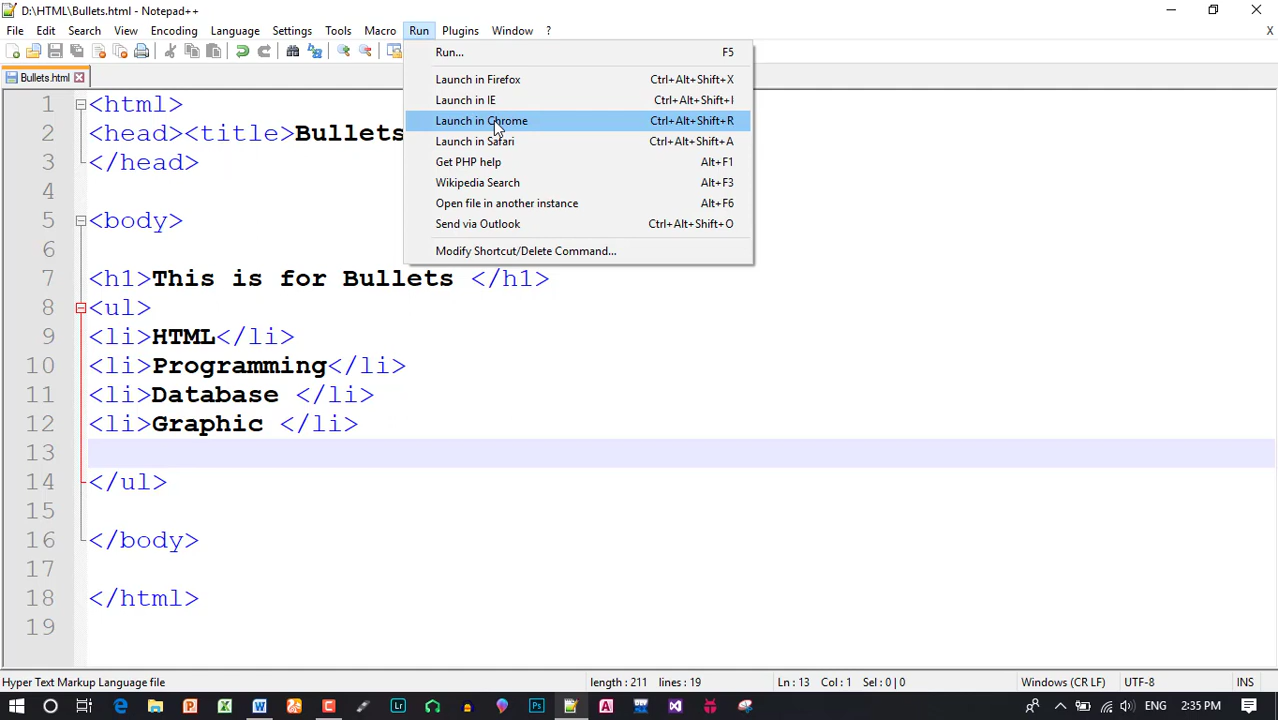 D:\HTML\Bullets.html - Notepad++
File Edit Search View Encoding Language Settings Tools Macro Run Plugins Window ? X
Run... F5
Bullets.html
Launch in Firefox Ctrl+Alt+Shift+X
Launch in IE Ctrl+Alt+Shift+I
Launch in Chrome Ctrl+Alt+Shift+R
Launch in Safari Ctrl+Alt+Shift+A
Get PHP help Alt+F1
Wikipedia Search Alt+F3
Open file in another instance Alt+F6
Send via Outlook Ctrl+Alt+Shift+O
Modify Shortcut/Delete Command...
1 <html>
2 <head><title>Bullets
3 </head>
4
5 <body>
6
7 <h1>This is for Bullets </h1>
8 <ul>
9 <li>HTML</li>
10 <li>Programming</li>
11 <li>Database </li>
12 <li>Graphic </li>
13
14 </ul>
15
16 </body>
17
18 </html>
19
Hyper Text Markup Language file length : 211 lines : 19 Ln : 13 Col : 1 Sel : 0 | 0 Windows (CR LF) UTF-8 INS
ENG 2:35 PM